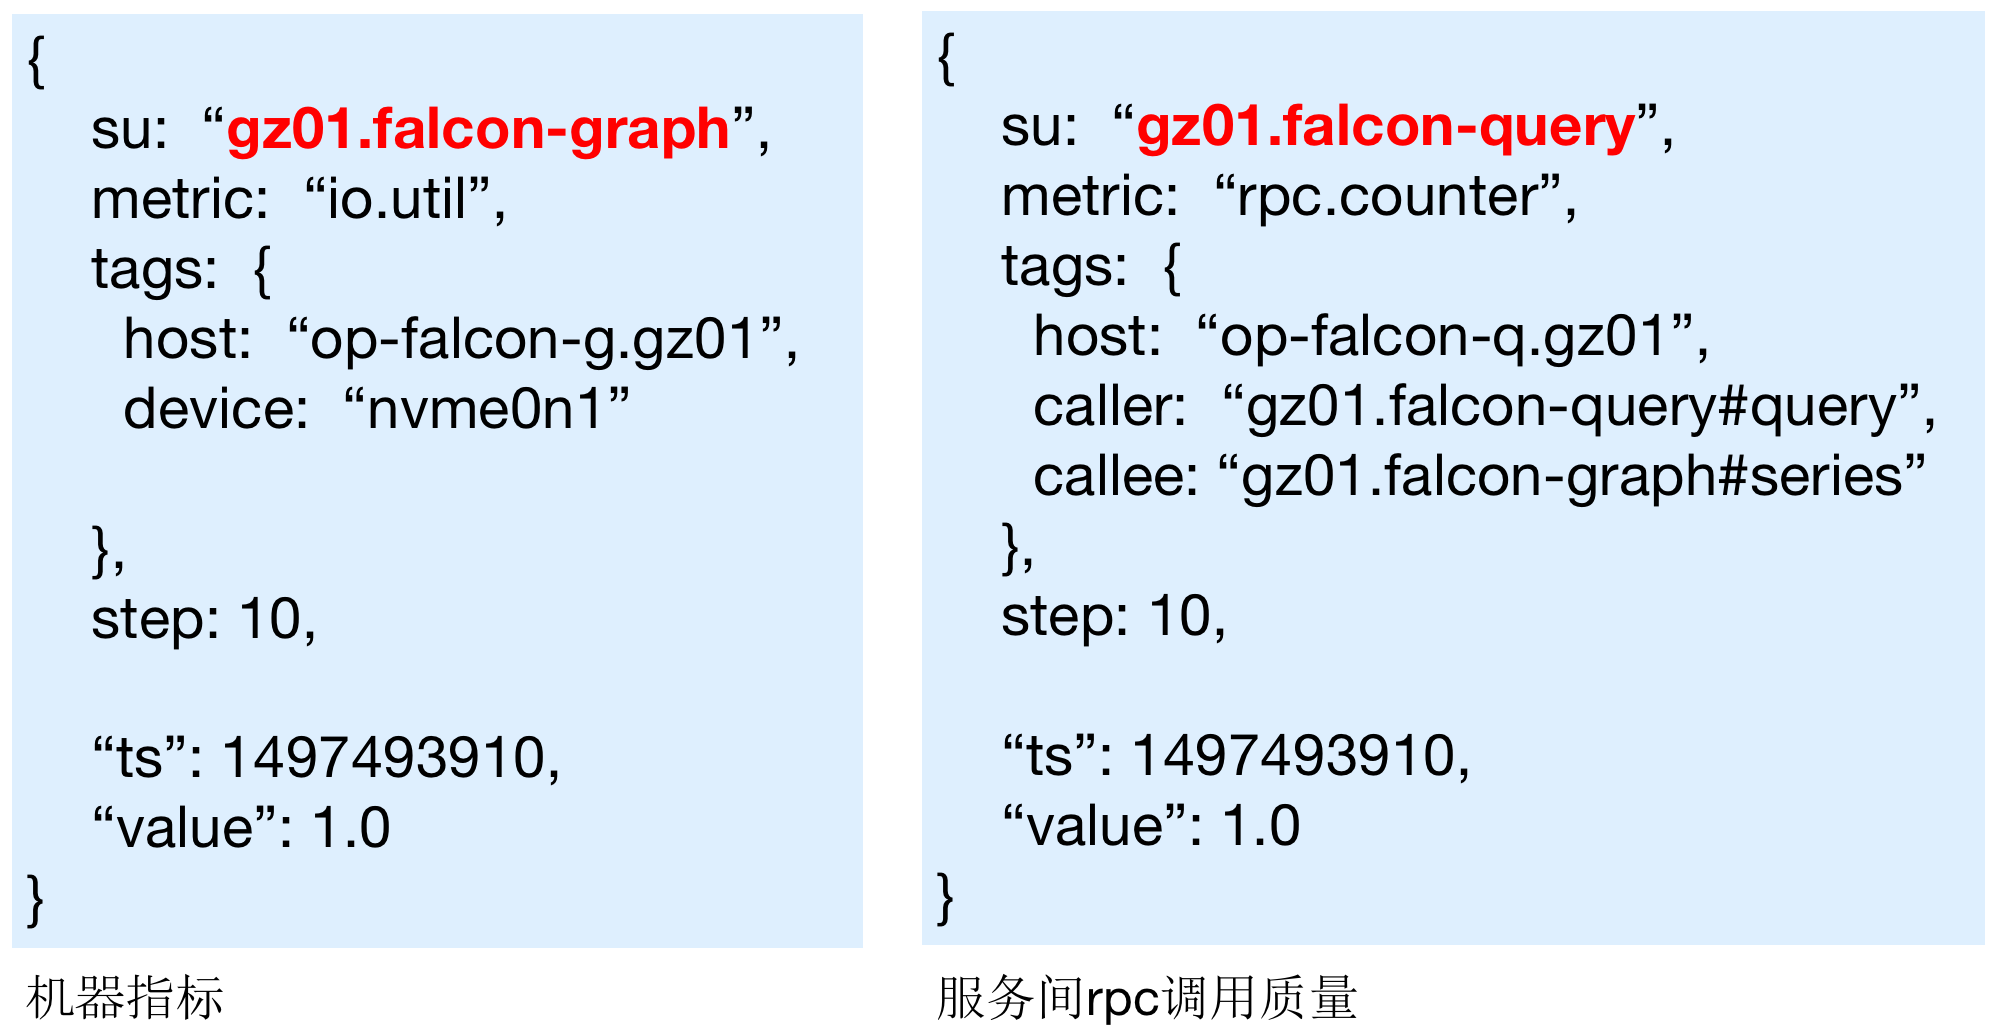 {
su: “gz01.falcon-graph”,
metric: “io.util”,
tags: {
host: “op-falcon-g.gz01”,
device: “nvme0n1”
},
step: 10,
“ts”: 1497493910,
“value”: 1.0
}
机器指标
{
su: “gz01.falcon-query”,
metric: “rpc.counter”,
tags: {
host: “op-falcon-q.gz01”,
caller: “gz01.falcon-query#query”,
callee: “gz01.falcon-graph#series”
},
step: 10,
“ts”: 1497493910,
“value”: 1.0
}
服务间rpc调用质量